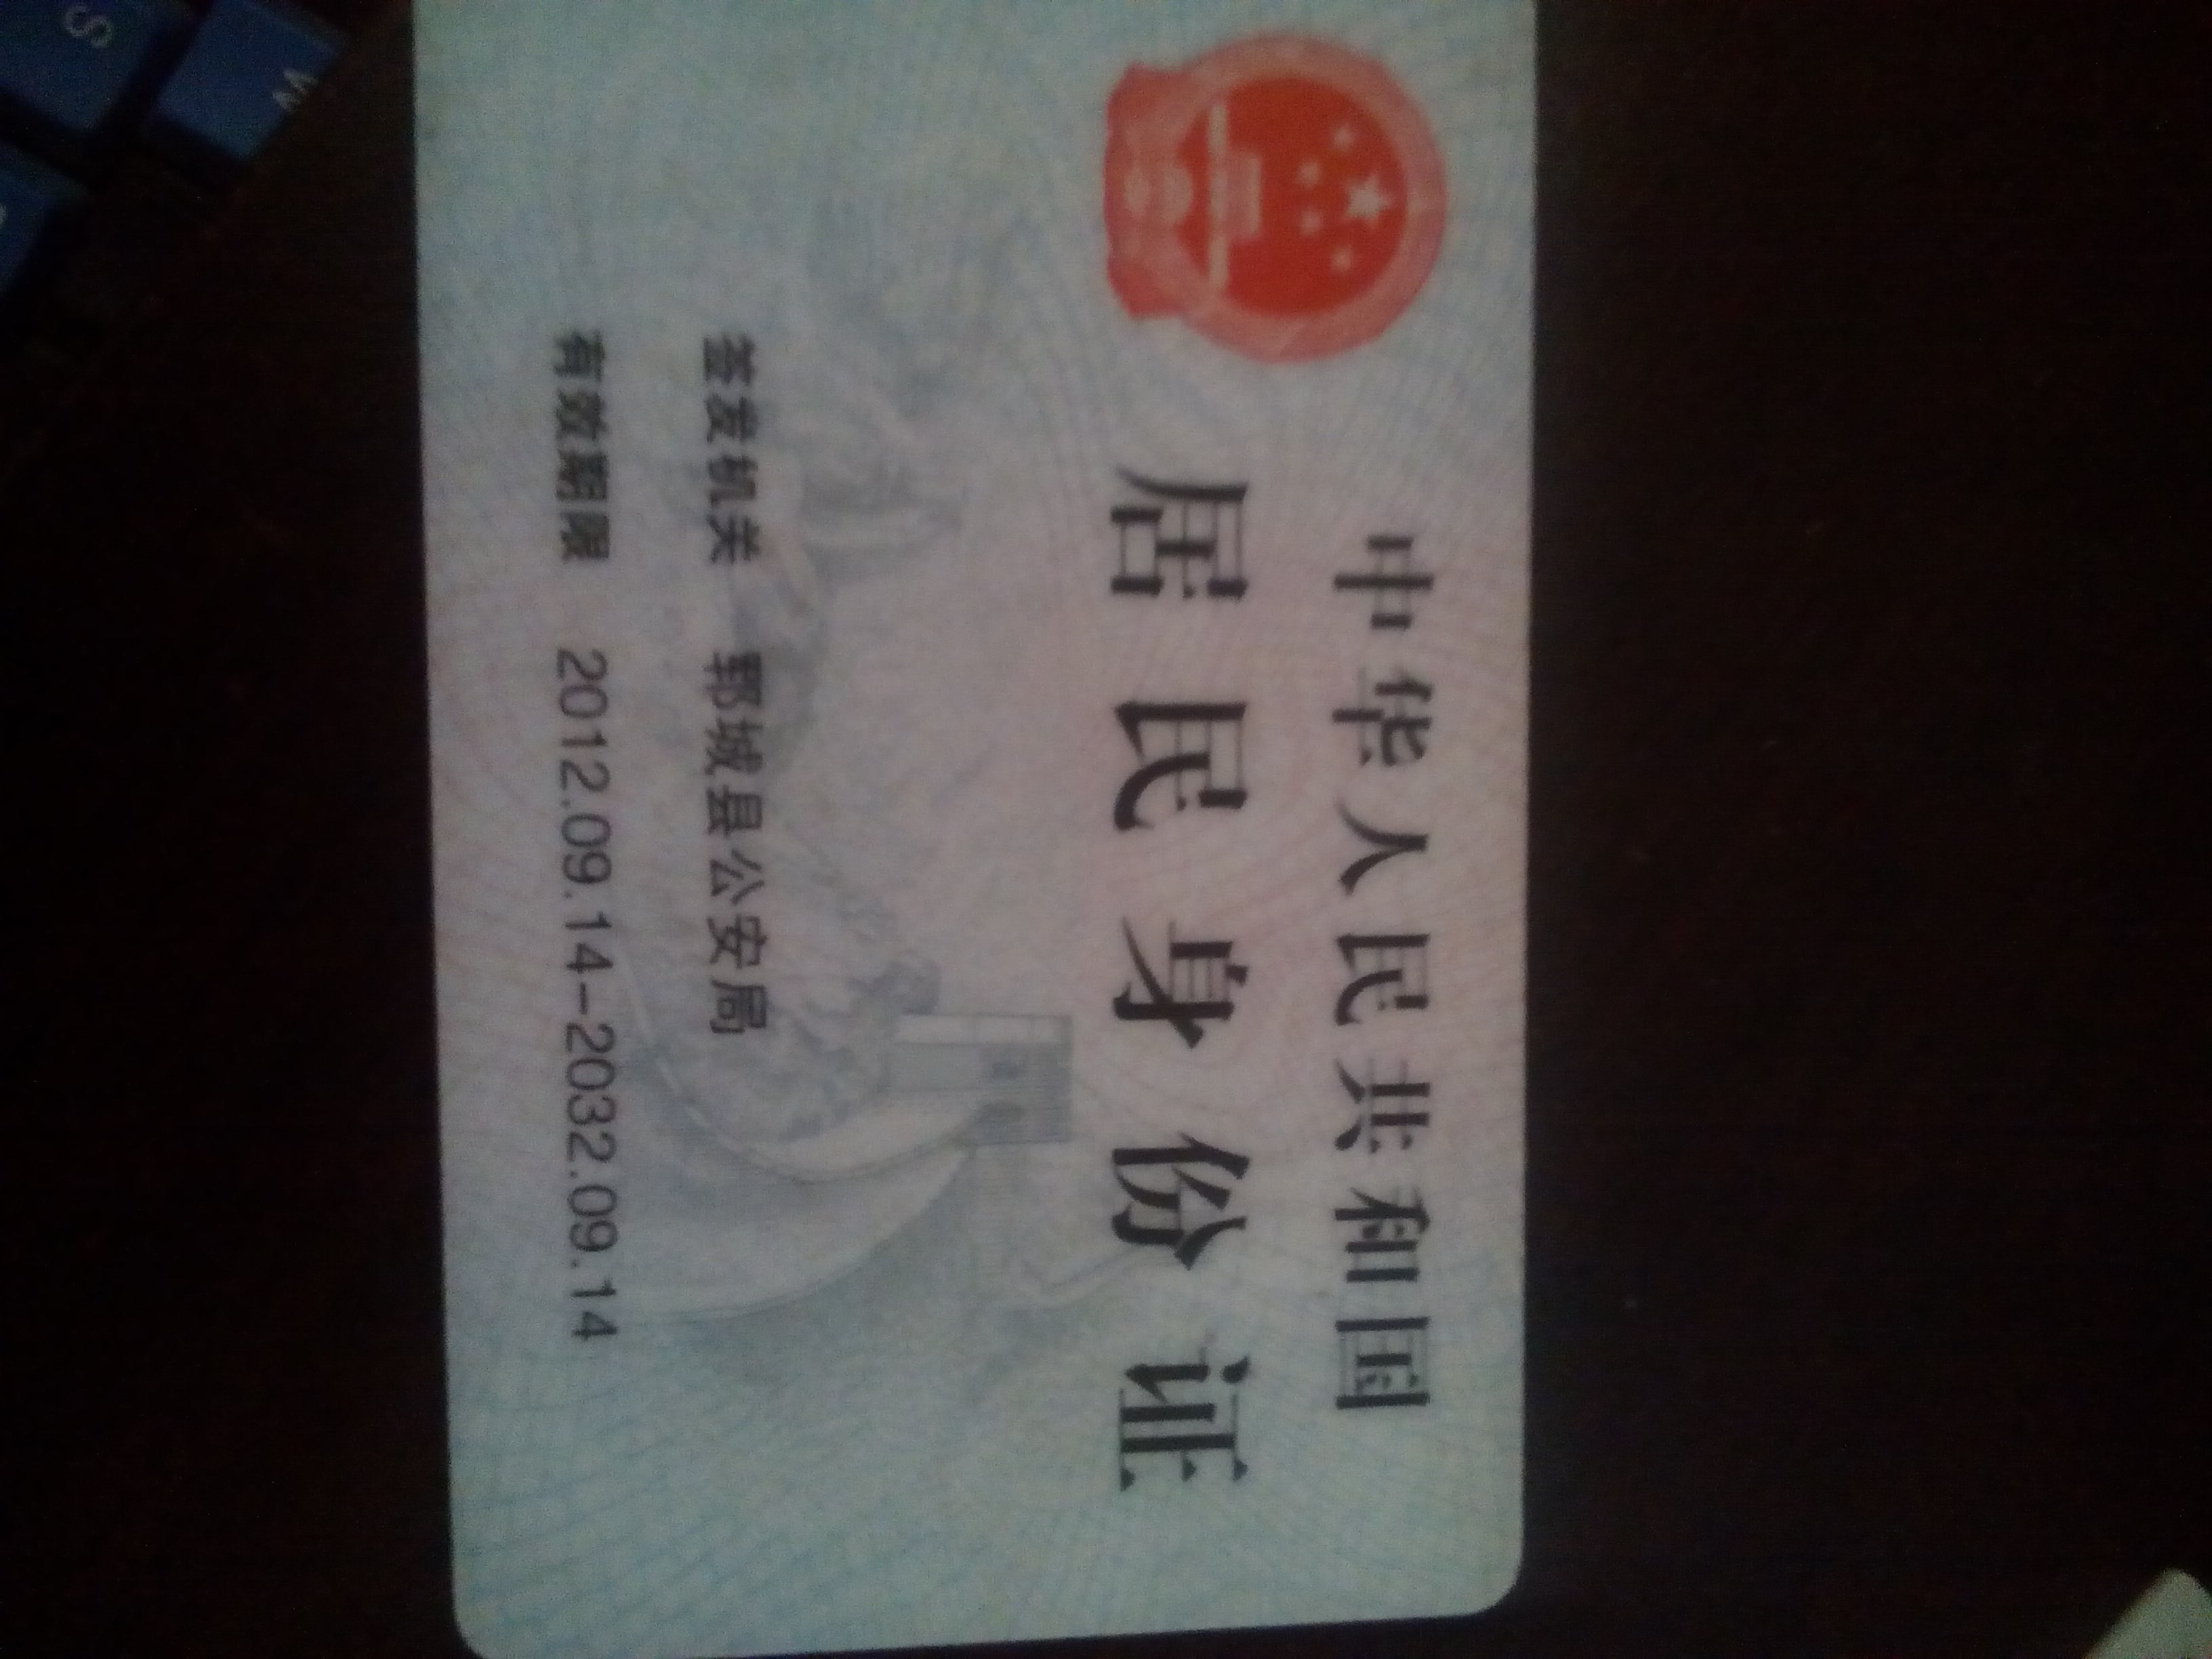 中华人民共和国
居民身份证
签发机关 郓城县公安局
有效期限 2012.09.14-2032.09.14
S
W